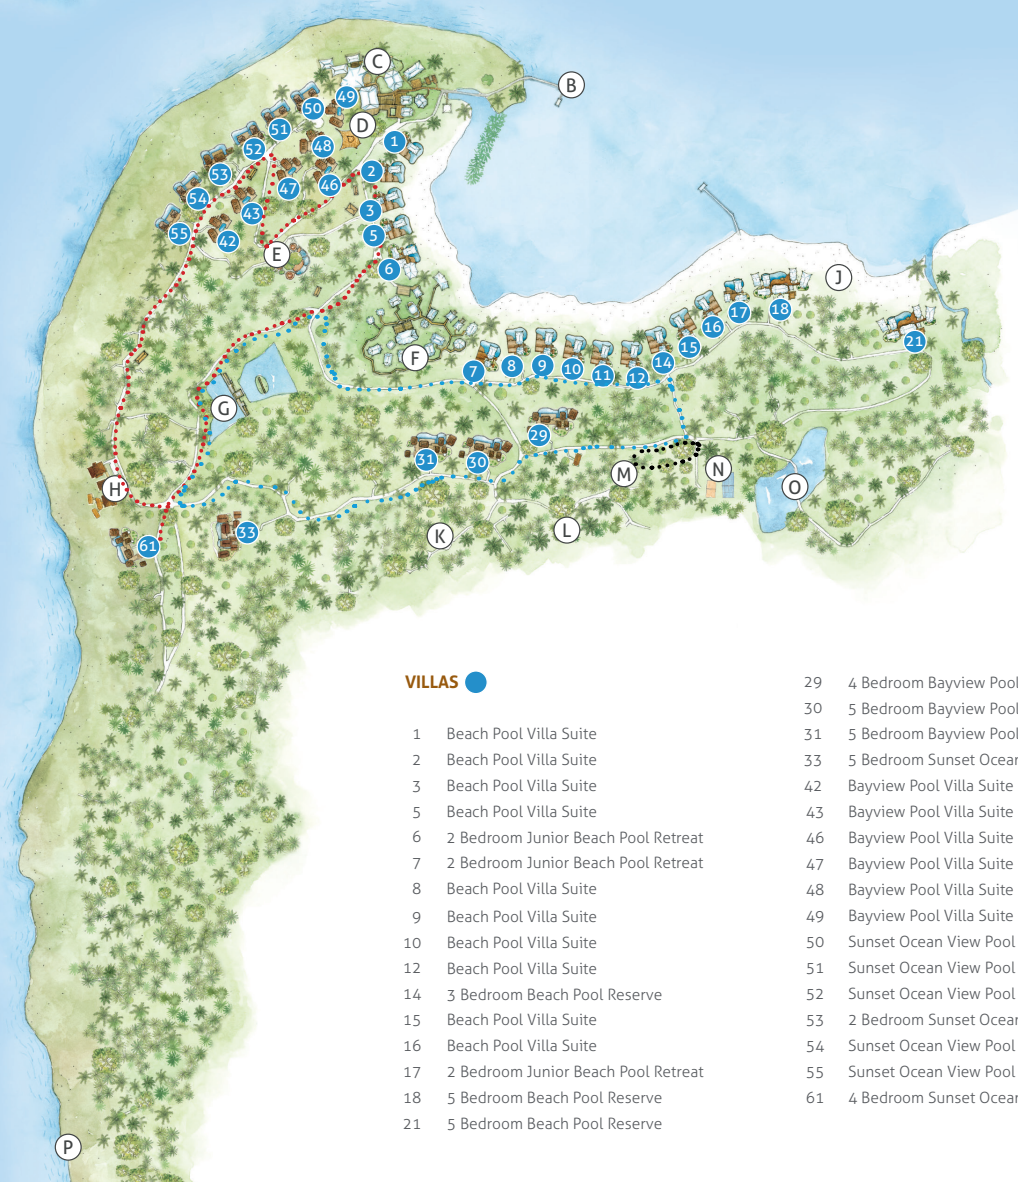 C
B
49
50
D
51
1
48
52
2
53
46
47
54
3
43
5
55
42
E
6
J
18
17
16
21
15
F
14
8
9
10
7
11
12
G
29
31
30
M
N
H
O
33
L
K
61
VILLAS
1 Beach Pool Villa Suite
2 Beach Pool Villa Suite
3 Beach Pool Villa Suite
5 Beach Pool Villa Suite
6 2 Bedroom Junior Beach Pool Retreat
7 2 Bedroom Junior Beach Pool Retreat
8 Beach Pool Villa Suite
9 Beach Pool Villa Suite
10 Beach Pool Villa Suite
12 Beach Pool Villa Suite
14 3 Bedroom Beach Pool Reserve
15 Beach Pool Villa Suite
16 Beach Pool Villa Suite
17 2 Bedroom Junior Beach Pool Retreat
18 5 Bedroom Beach Pool Reserve
21 5 Bedroom Beach Pool Reserve
29 4 Bedroom Bayview Pool
30 5 Bedroom Bayview Pool
31 5 Bedroom Bayview Pool
33 5 Bedroom Sunset Ocean
42 Bayview Pool Villa Suite
43 Bayview Pool Villa Suite
46 Bayview Pool Villa Suite
47 Bayview Pool Villa Suite
48 Bayview Pool Villa Suite
49 Bayview Pool Villa Suite
50 Sunset Ocean View Pool
51 Sunset Ocean View Pool
52 Sunset Ocean View Pool
53 2 Bedroom Sunset Ocean
54 Sunset Ocean View Pool
55 Sunset Ocean View Pool
61 4 Bedroom Sunset Ocean
P